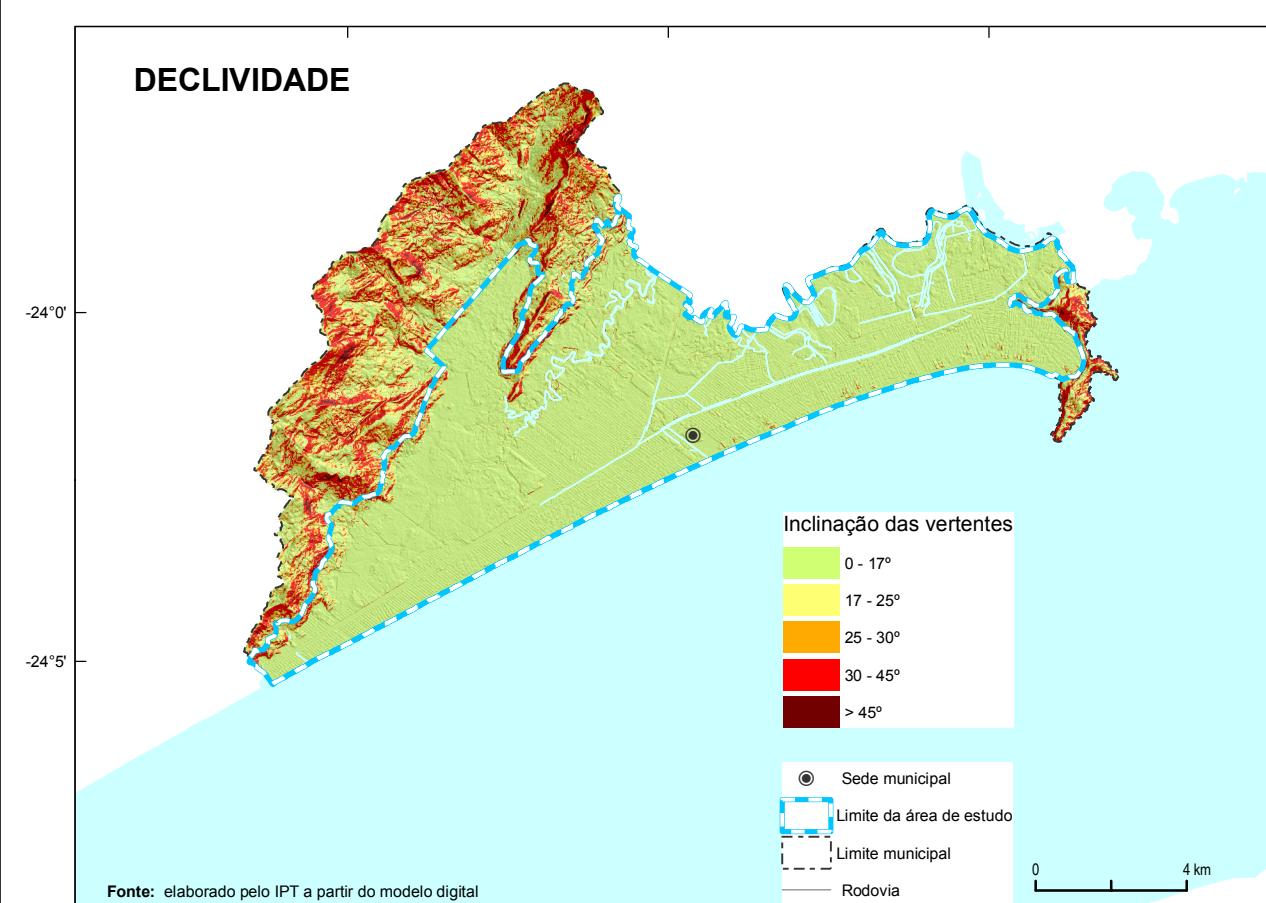 DECLIVIDADE
-24°0'
-24°5'
Inclinação das vertentes
0 - 17º
17 - 25º
25 - 30º
30 - 45º
> 45º
Sede municipal
Limite da área de estudo
Limite municipal
Rodovia
0 4 km
Fonte: elaborado pelo IPT a partir do modelo digital